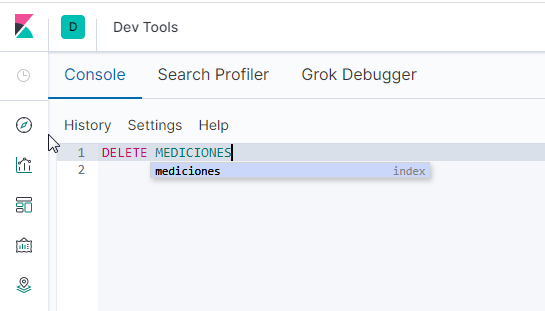 D Dev Tools
Console Search Profiler Grok Debugger
History Settings Help
1 DELETE MEDICIONES
2 mediciones index